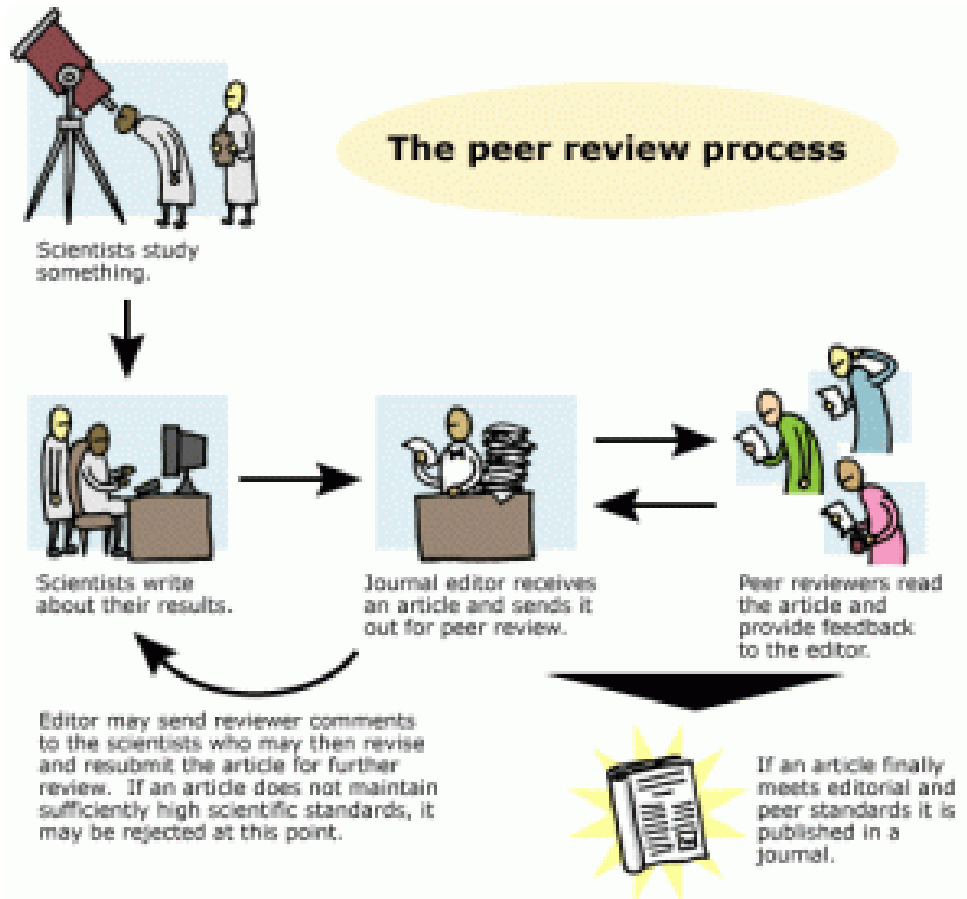 The peer review process
Scientists study
something.
Scientists write
about their results.
Journal editor receives
an article and sends it
out for peer review.
Peer reviewers read
the article and
provide feedback
to the editor.
Editor may send reviewer comments
to the scientists who may then revise
and resubmit the article for further
review.  If an article does not maintain
sufficiently high scientific standards, it
may be rejected at this point.
If an article finally
meets editorial and
peer standards it is
published in a
journal.